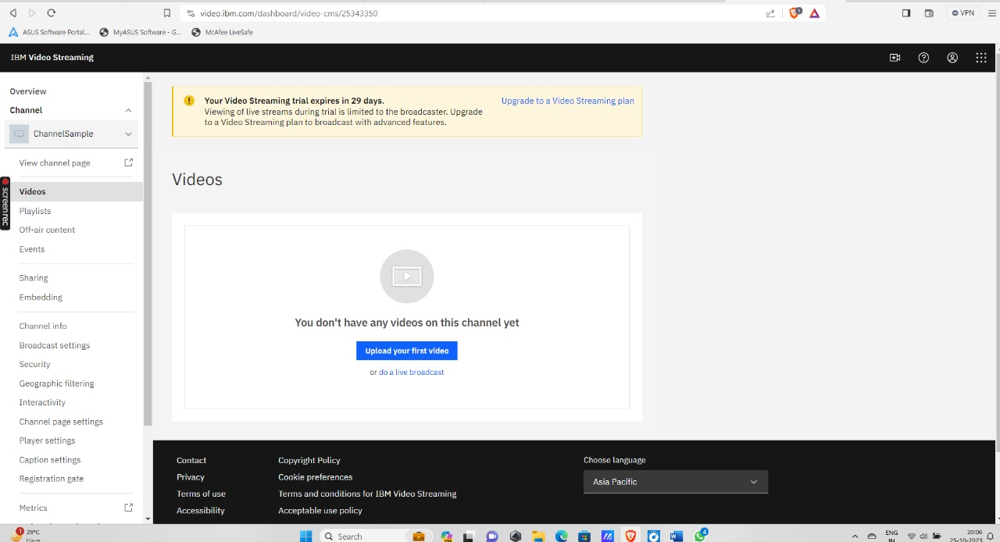 video.ibm.com/dashboard/video-cms/25343350
1
VPN
ASUS Software Portal...
MyASUS Software - G...
McAfee LiveSafe
IBM Video Streaming
Overview
Channel
ChannelSample
View channel page
Videos
Playlists
Off-air content
Events
Sharing
Embedding
Channel info
Broadcast settings
Security
Geographic filtering
Interactivity
Channel page settings
Player settings
Caption settings
Registration gate
Metrics
screen rec
Your Video Streaming trial expires in 29 days.
Viewing of live streams during trial is limited to the broadcaster. Upgrade
to a Video Streaming plan to broadcast with advanced features.
Upgrade to a Video Streaming plan
Videos
You don't have any videos on this channel yet
Upload your first video
or do a live broadcast
Contact
Privacy
Terms of use
Accessibility
Copyright Policy
Cookie preferences
Terms and conditions for IBM Video Streaming
Acceptable use policy
Choose language
Asia Pacific
1
29°C
Haze
Search
4
ENG
IN
20:06
25-10-2023